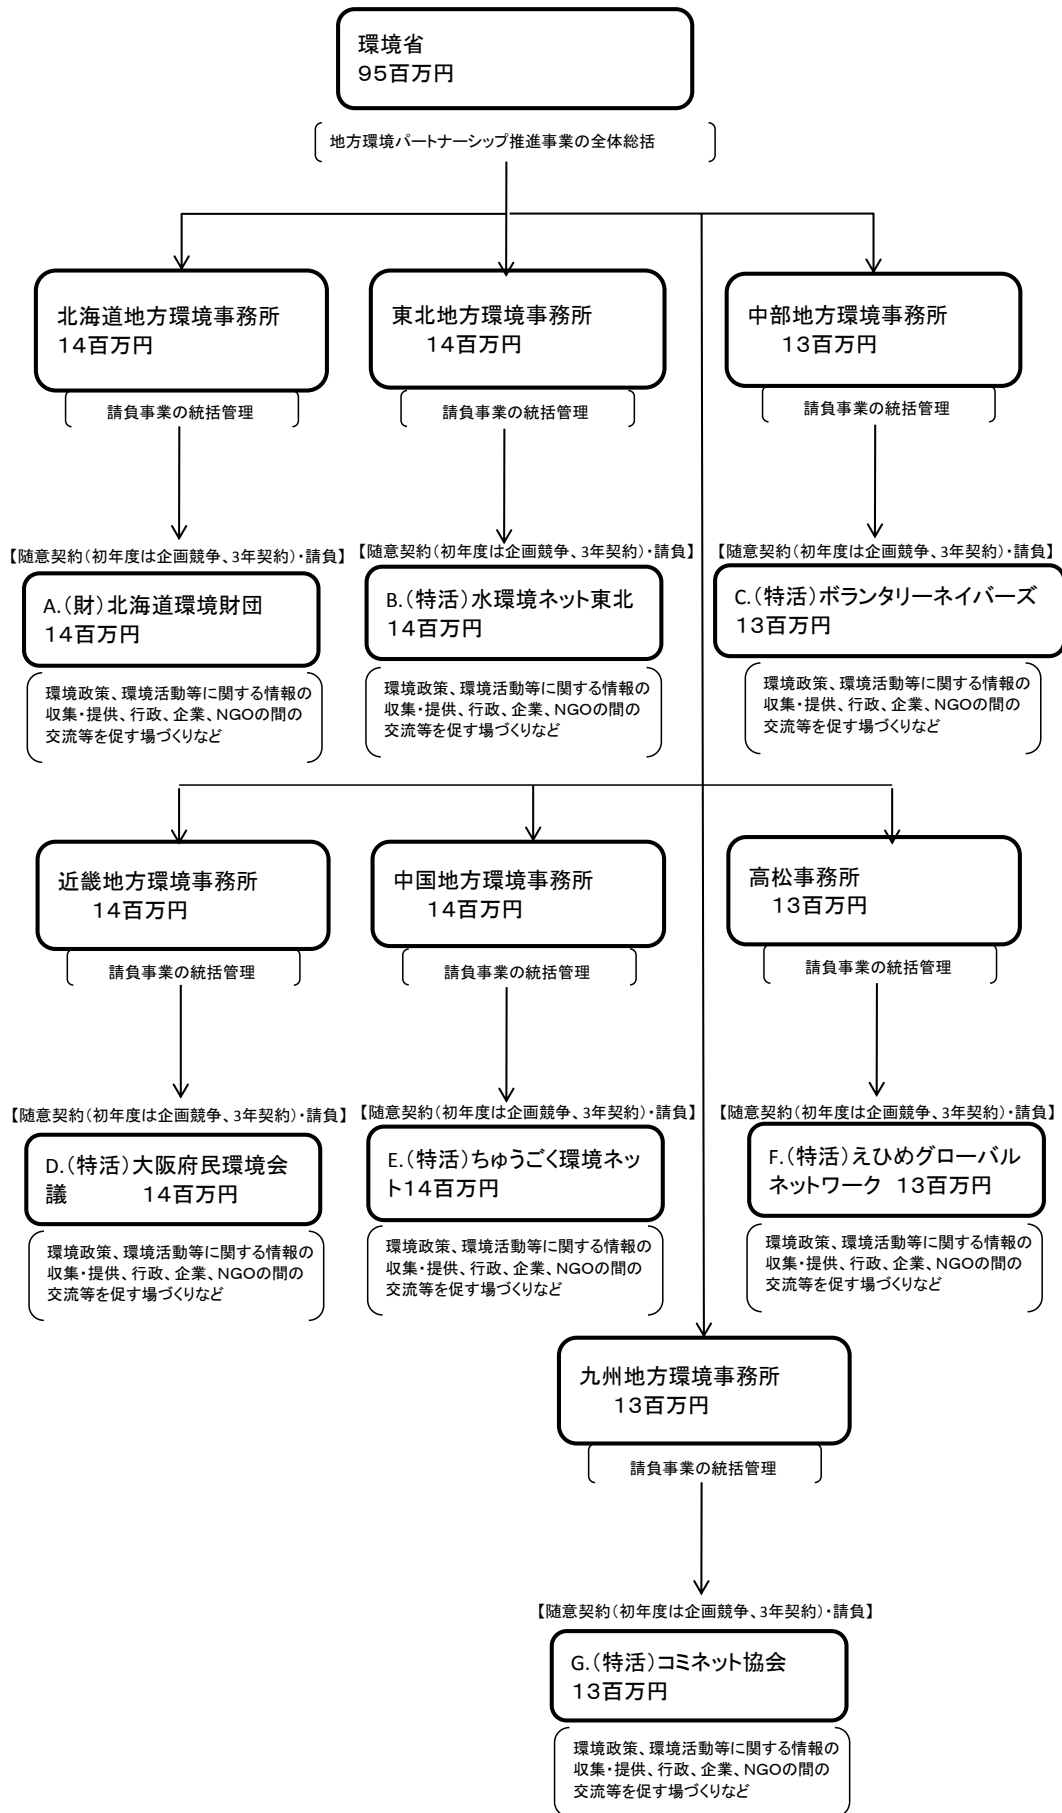 環境省
95百万円
地方環境パートナーシップ推進事業の全体総括
北海道地方環境事務所
14百万円
東北地方環境事務所
14百万円
中部地方環境事務所
13百万円
請負事業の統括管理
請負事業の統括管理
請負事業の統括管理
【随意契約(初年度は企画競争、3年契約)・請負】
【随意契約(初年度は企画競争、3年契約)・請負】
【随意契約(初年度は企画競争、3年契約)・請負】
A.(財)北海道環境財団
14百万円
B.(特活)水環境ネット東北
14百万円
C.(特活)ボランタリーネイバーズ
13百万円
環境政策、環境活動等に関する情報の
収集・提供、行政、企業、NGOの間の
交流等を促す場づくりなど
環境政策、環境活動等に関する情報の
収集・提供、行政、企業、NGOの間の
交流等を促す場づくりなど
環境政策、環境活動等に関する情報の
収集・提供、行政、企業、NGOの間の
交流等を促す場づくりなど
近畿地方環境事務所
14百万円
中国地方環境事務所
14百万円
高松事務所
13百万円
請負事業の統括管理
請負事業の統括管理
請負事業の統括管理
【随意契約(初年度は企画競争、3年契約)・請負】
【随意契約(初年度は企画競争、3年契約)・請負】
【随意契約(初年度は企画競争、3年契約)・請負】
D.(特活)大阪府民環境会
議 14百万円
E.(特活)ちゅうごく環境ネッ
ト14百万円
F.(特活)えひめグローバル
ネットワーク 13百万円
環境政策、環境活動等に関する情報の
収集・提供、行政、企業、NGOの間の
交流等を促す場づくりなど
環境政策、環境活動等に関する情報の
収集・提供、行政、企業、NGOの間の
交流等を促す場づくりなど
環境政策、環境活動等に関する情報の
収集・提供、行政、企業、NGOの間の
交流等を促す場づくりなど
九州地方環境事務所
13百万円
請負事業の統括管理
【随意契約(初年度は企画競争、3年契約)・請負】
G.(特活)コミネット協会
13百万円
環境政策、環境活動等に関する情報の
収集・提供、行政、企業、NGOの間の
交流等を促す場づくりなど